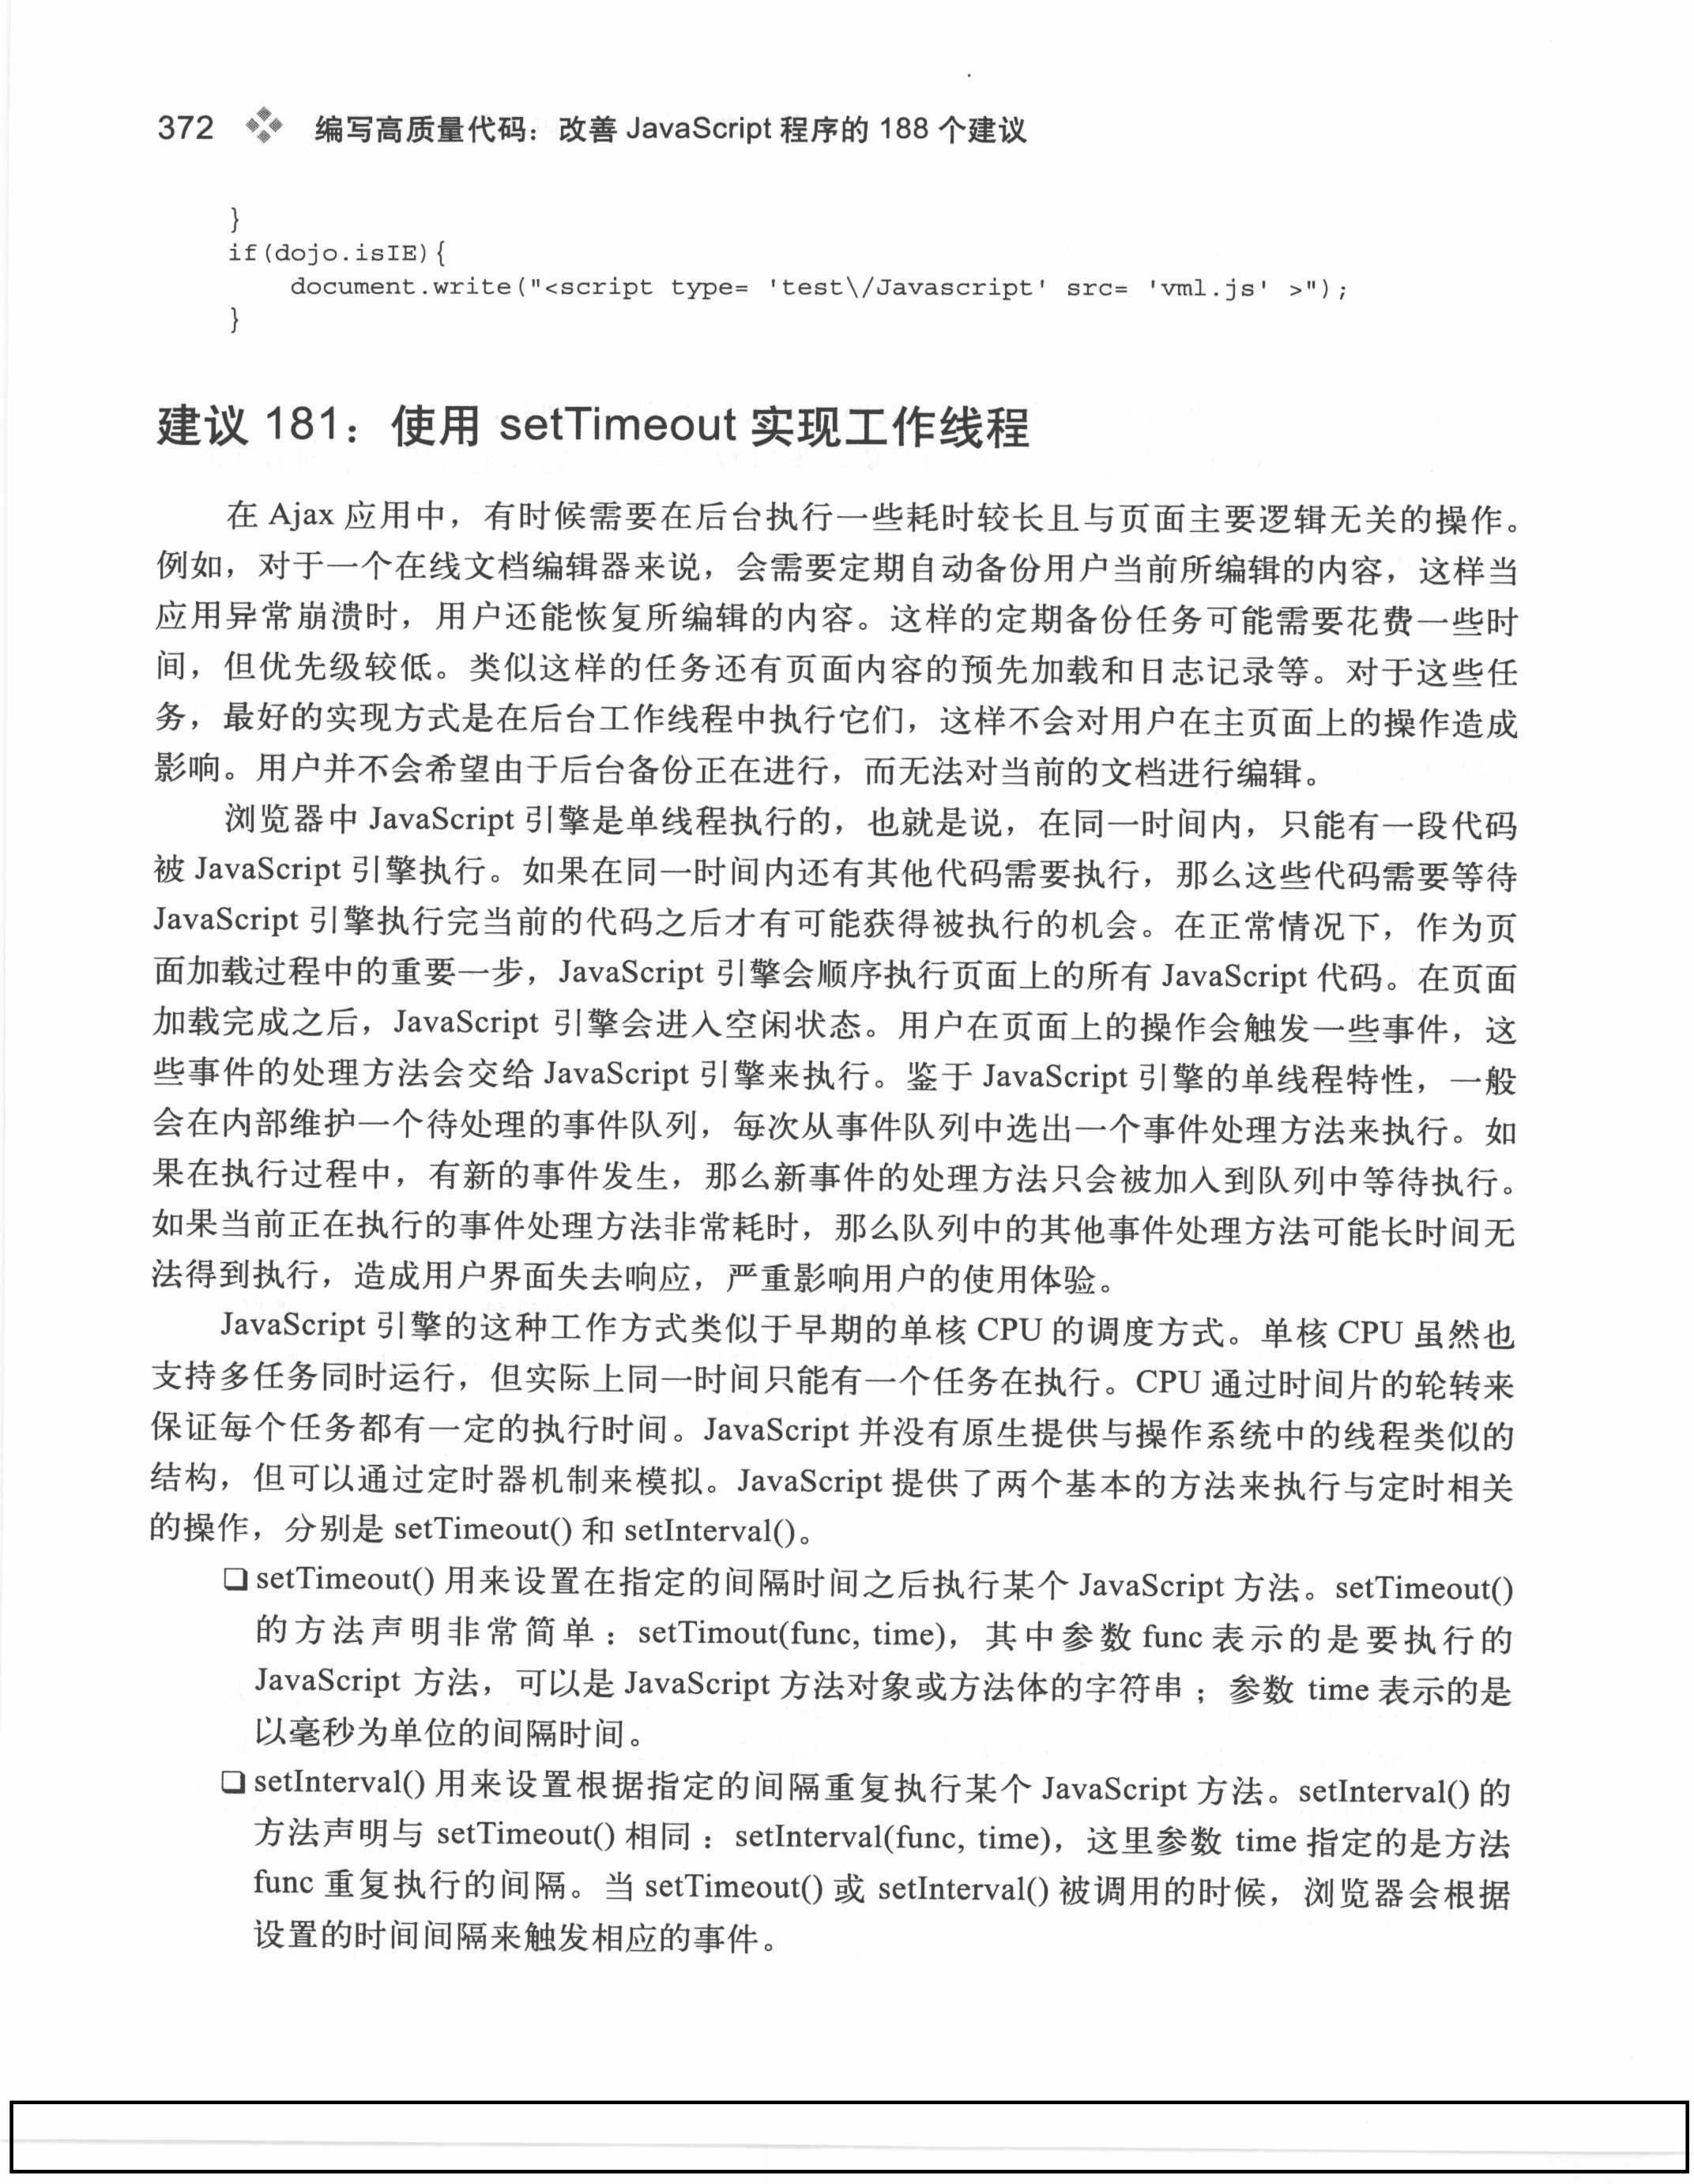 372 编写高质量代码：改善 JavaScript 程序的 188 个建议
}
if(dojo.isIE){
document.write("<script type= 'test\/Javascript' src= 'vml.js' >");
}
建议 181：使用 setTimeout 实现工作线程
在 Ajax 应用中，有时候需要在后台执行一些耗时较长且与页面主要逻辑无关的操作。
例如，对于一个在线文档编辑器来说，会需要定期自动备份用户当前所编辑的内容，这样当
应用异常崩溃时，用户还能恢复所编辑的内容。这样的定期备份任务可能需要花费一些时
间，但优先级较低。类似这样的任务还有页面内容的预先加载和日志记录等。对于这些任
务，最好的实现方式是在后台工作线程中执行它们，这样不会对用户在主页面上的操作造成
影响。用户并不会希望由于后台备份正在进行，而无法对当前的文档进行编辑。
浏览器中 JavaScript 引擎是单线程执行的，也就是说，在同一时间内，只能有一段代码
被 JavaScript 引擎执行。如果在同一时间内还有其他代码需要执行，那么这些代码需要等待
JavaScript 引擎执行完当前的代码之后才有可能获得被执行的机会。在正常情况下，作为页
面加载过程中的重要一步，JavaScript 引擎会顺序执行页面上的所有 JavaScript 代码。在页面
加载完成之后，JavaScript 引擎会进入空闲状态。用户在页面上的操作会触发一些事件，这
些事件的处理方法会交给 JavaScript 引擎来执行。鉴于 JavaScript 引擎的单线程特性，一般
会在内部维护一个待处理的事件队列，每次从事件队列中选出一个事件处理方法来执行。如
果在执行过程中，有新的事件发生，那么新事件的处理方法只会被加入到队列中等待执行。
如果当前正在执行的事件处理方法非常耗时，那么队列中的其他事件处理方法可能长时间无
法得到执行，造成用户界面失去响应，严重影响用户的使用体验。
JavaScript 引擎的这种工作方式类似于早期的单核 CPU 的调度方式。单核 CPU 虽然也
支持多任务同时运行，但实际上同一时间只能有一个任务在执行。CPU 通过时间片的轮转来
保证每个任务都有一定的执行时间。JavaScript 并没有原生提供与操作系统中的线程类似的
结构，但可以通过定时器机制来模拟。JavaScript 提供了两个基本的方法来执行与定时相关
的操作，分别是 setTimeout() 和 setInterval()。
❏ setTimeout() 用来设置在指定的间隔时间之后执行某个 JavaScript 方法。setTimeout()
的方法声明非常简单：setTimout(func, time)，其中参数 func 表示的是要执行的
JavaScript 方法，可以是 JavaScript 方法对象或方法体的字符串；参数 time 表示的是
以毫秒为单位的间隔时间。
❏ setInterval() 用来设置根据指定的间隔重复执行某个 JavaScript 方法。setInterval() 的
方法声明与 setTimeout() 相同：setInterval(func, time)，这里参数 time 指定的是方法
func 重复执行的间隔。当 setTimeout() 或 setInterval() 被调用的时候，浏览器会根据
设置的时间间隔来触发相应的事件。